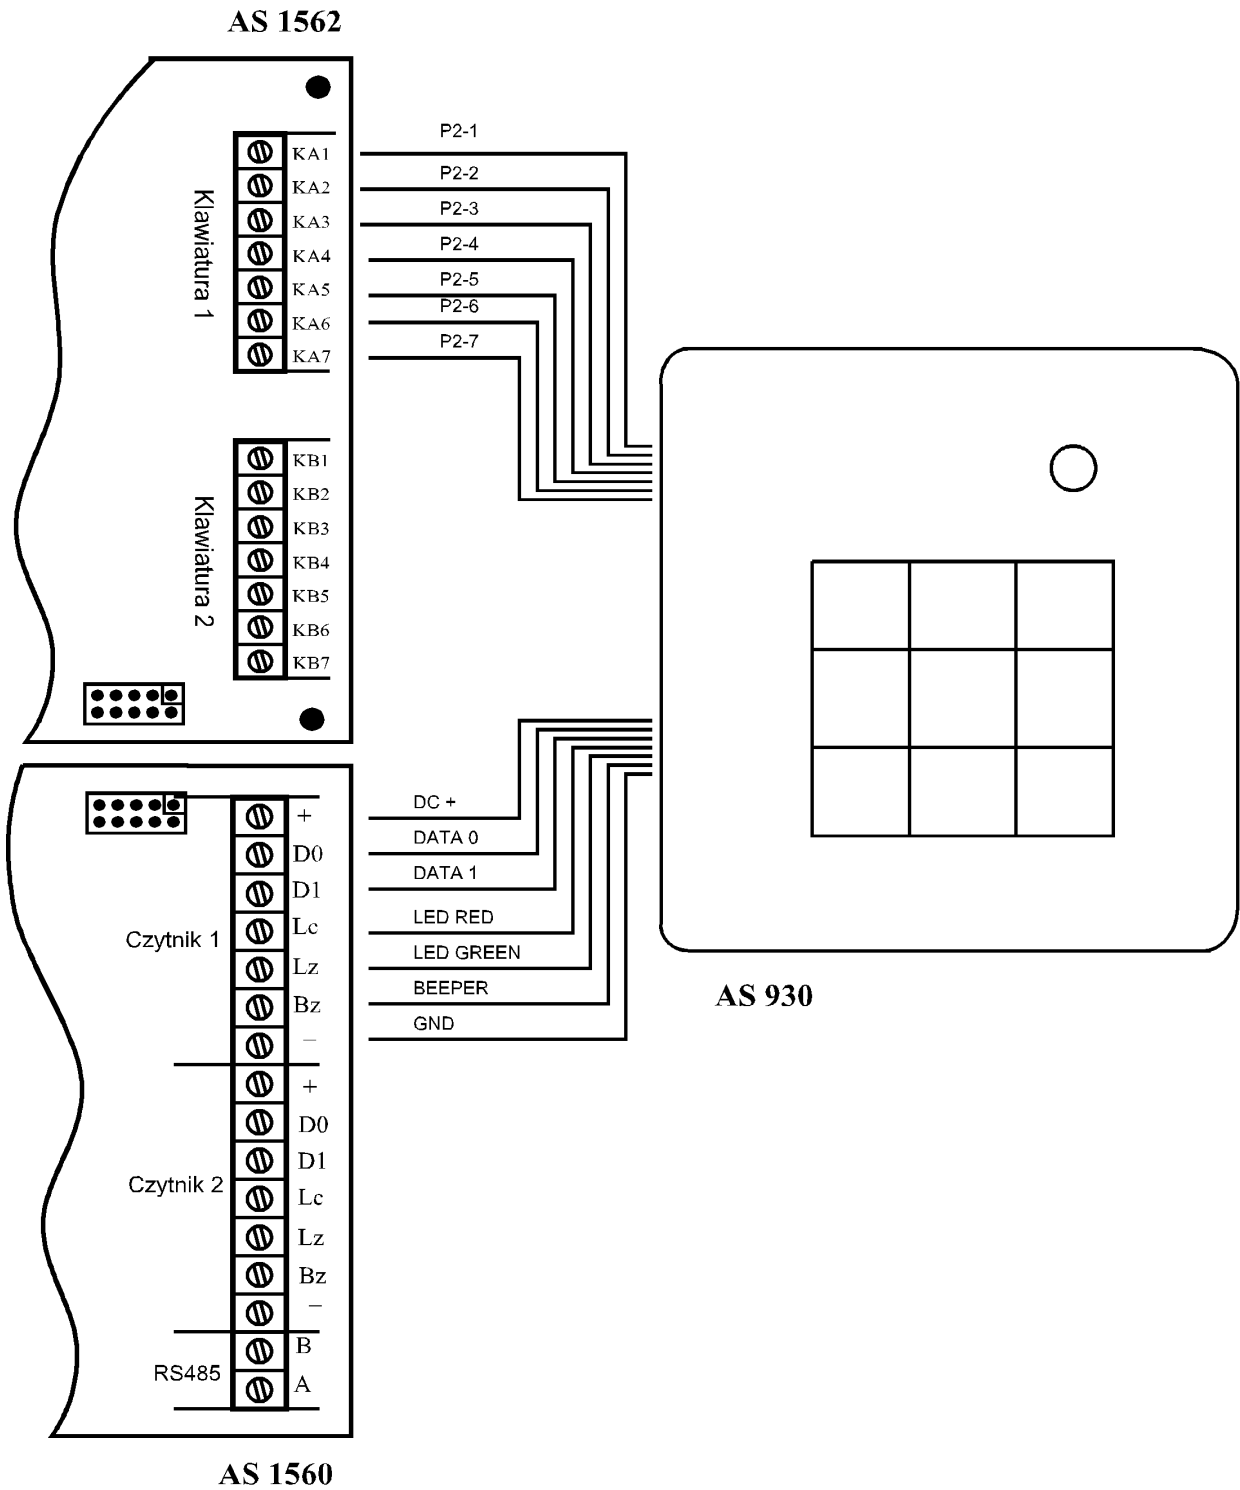 AS 1562
P2-1
KA1
P2-2
KA2
P2-3
KA3
P2-4
KA4
P2-5
KA5
P2-6
KA6
P2-7
KA7
Klawiatura 1
KB1
KB2
KB3
KB4
KB5
KB6
KB7
Klawiatura 2
Czytnik 1
+
D0
D1
Lc
Lz
Bz
–
DC +
DATA 0
DATA 1
LED RED
LED GREEN
BEEPER
GND
AS 930
Czytnik 2
+
D0
D1
Lc
Lz
Bz
–
RS485
B
A
AS 1560